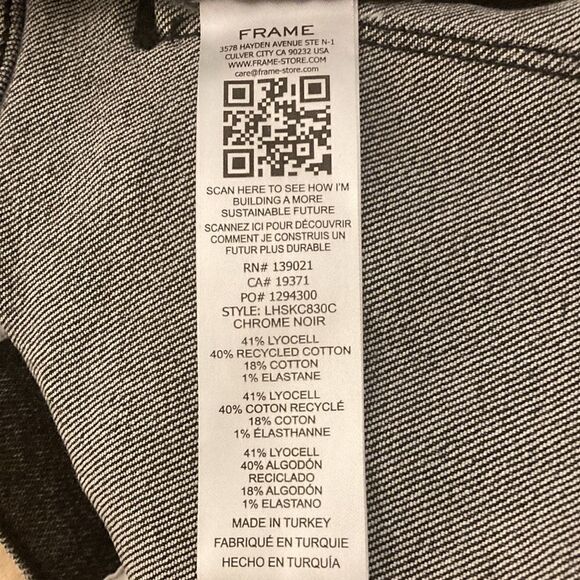 FRAME
3578 HAYDEN AVENUE STE N-1
CULVER CITY CA 90232 USA
WWW.FRAME-STORE.COM
care@frame-store.com
SCAN HERE TO SEE HOW I'M
BUILDING A MORE
SUSTAINABLE FUTURE
SCANNEZ ICI POUR DÉCOUVRIR
COMMENT JE CONSTRUIS UN
FUTUR PLUS DURABLE
RN# 139021
CA# 19371
PO# 1294300
STYLE: LHSKC830C
CHROME NOIR
41% LYOCELL
40% RECYCLED COTTON
18% COTTON
1% ELASTANE
41% LYOCELL
40% COTON RECYCLÉ
18% COTON
1% ÉLASTHANNE
41% LYOCELL
40% ALGODÓN
RECICLADO
18% ALGODÓN
1% ELASTANO
MADE IN TURKEY
FABRIQUÉ EN TURQUIE
HECHO EN TURQUÍA